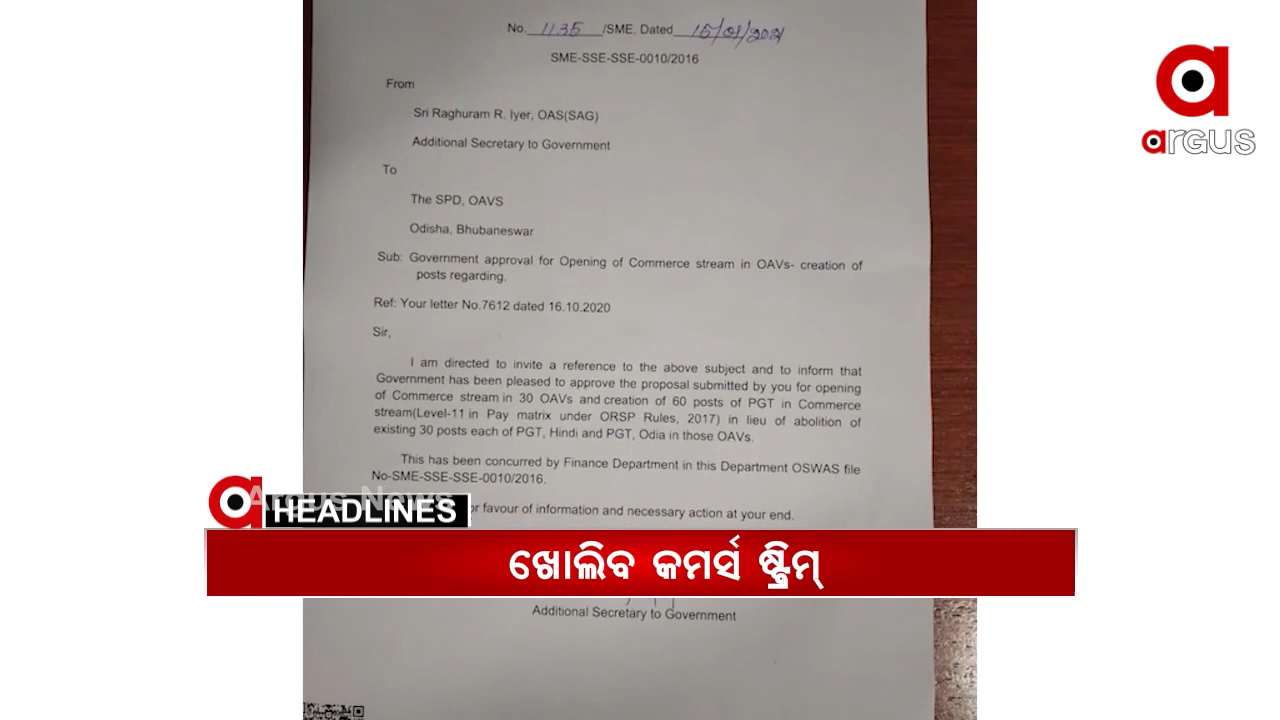 No. 1135 /SME, Dated 15/01/2021
SME-SSE-SSE-0010/2016
From
Sri Raghuram R. Iyer, OAS(SAG)
Additional Secretary to Government
To
The SPD, OAVS
Odisha, Bhubaneswar
Sub: Government approval for Opening of Commerce stream in OAVs- creation of
posts regarding.
Ref: Your letter No.7612 dated 16.10.2020
Sir,
I am directed to invite a reference to the above subject and to inform that
Government has been pleased to approve the proposal submitted by you for opening
of Commerce stream in 30 OAVs and creation of 60 posts of PGT in Commerce
stream(Level-11 in Pay matrix under ORSP Rules, 2017) in lieu of abolition of
existing 30 posts each of PGT, Hindi and PGT, Odia in those OAVs.
This has been concurred by Finance Department in this Department OSWAS file
No-SME-SSE-SSE-0010/2016.
or favour of information and necessary action at your end.
Additional Secretary to Government
argus
Argus News
HEADLINES
ଖୋଲିବ କମର୍ସ ଷ୍ଟ୍ରିମ୍